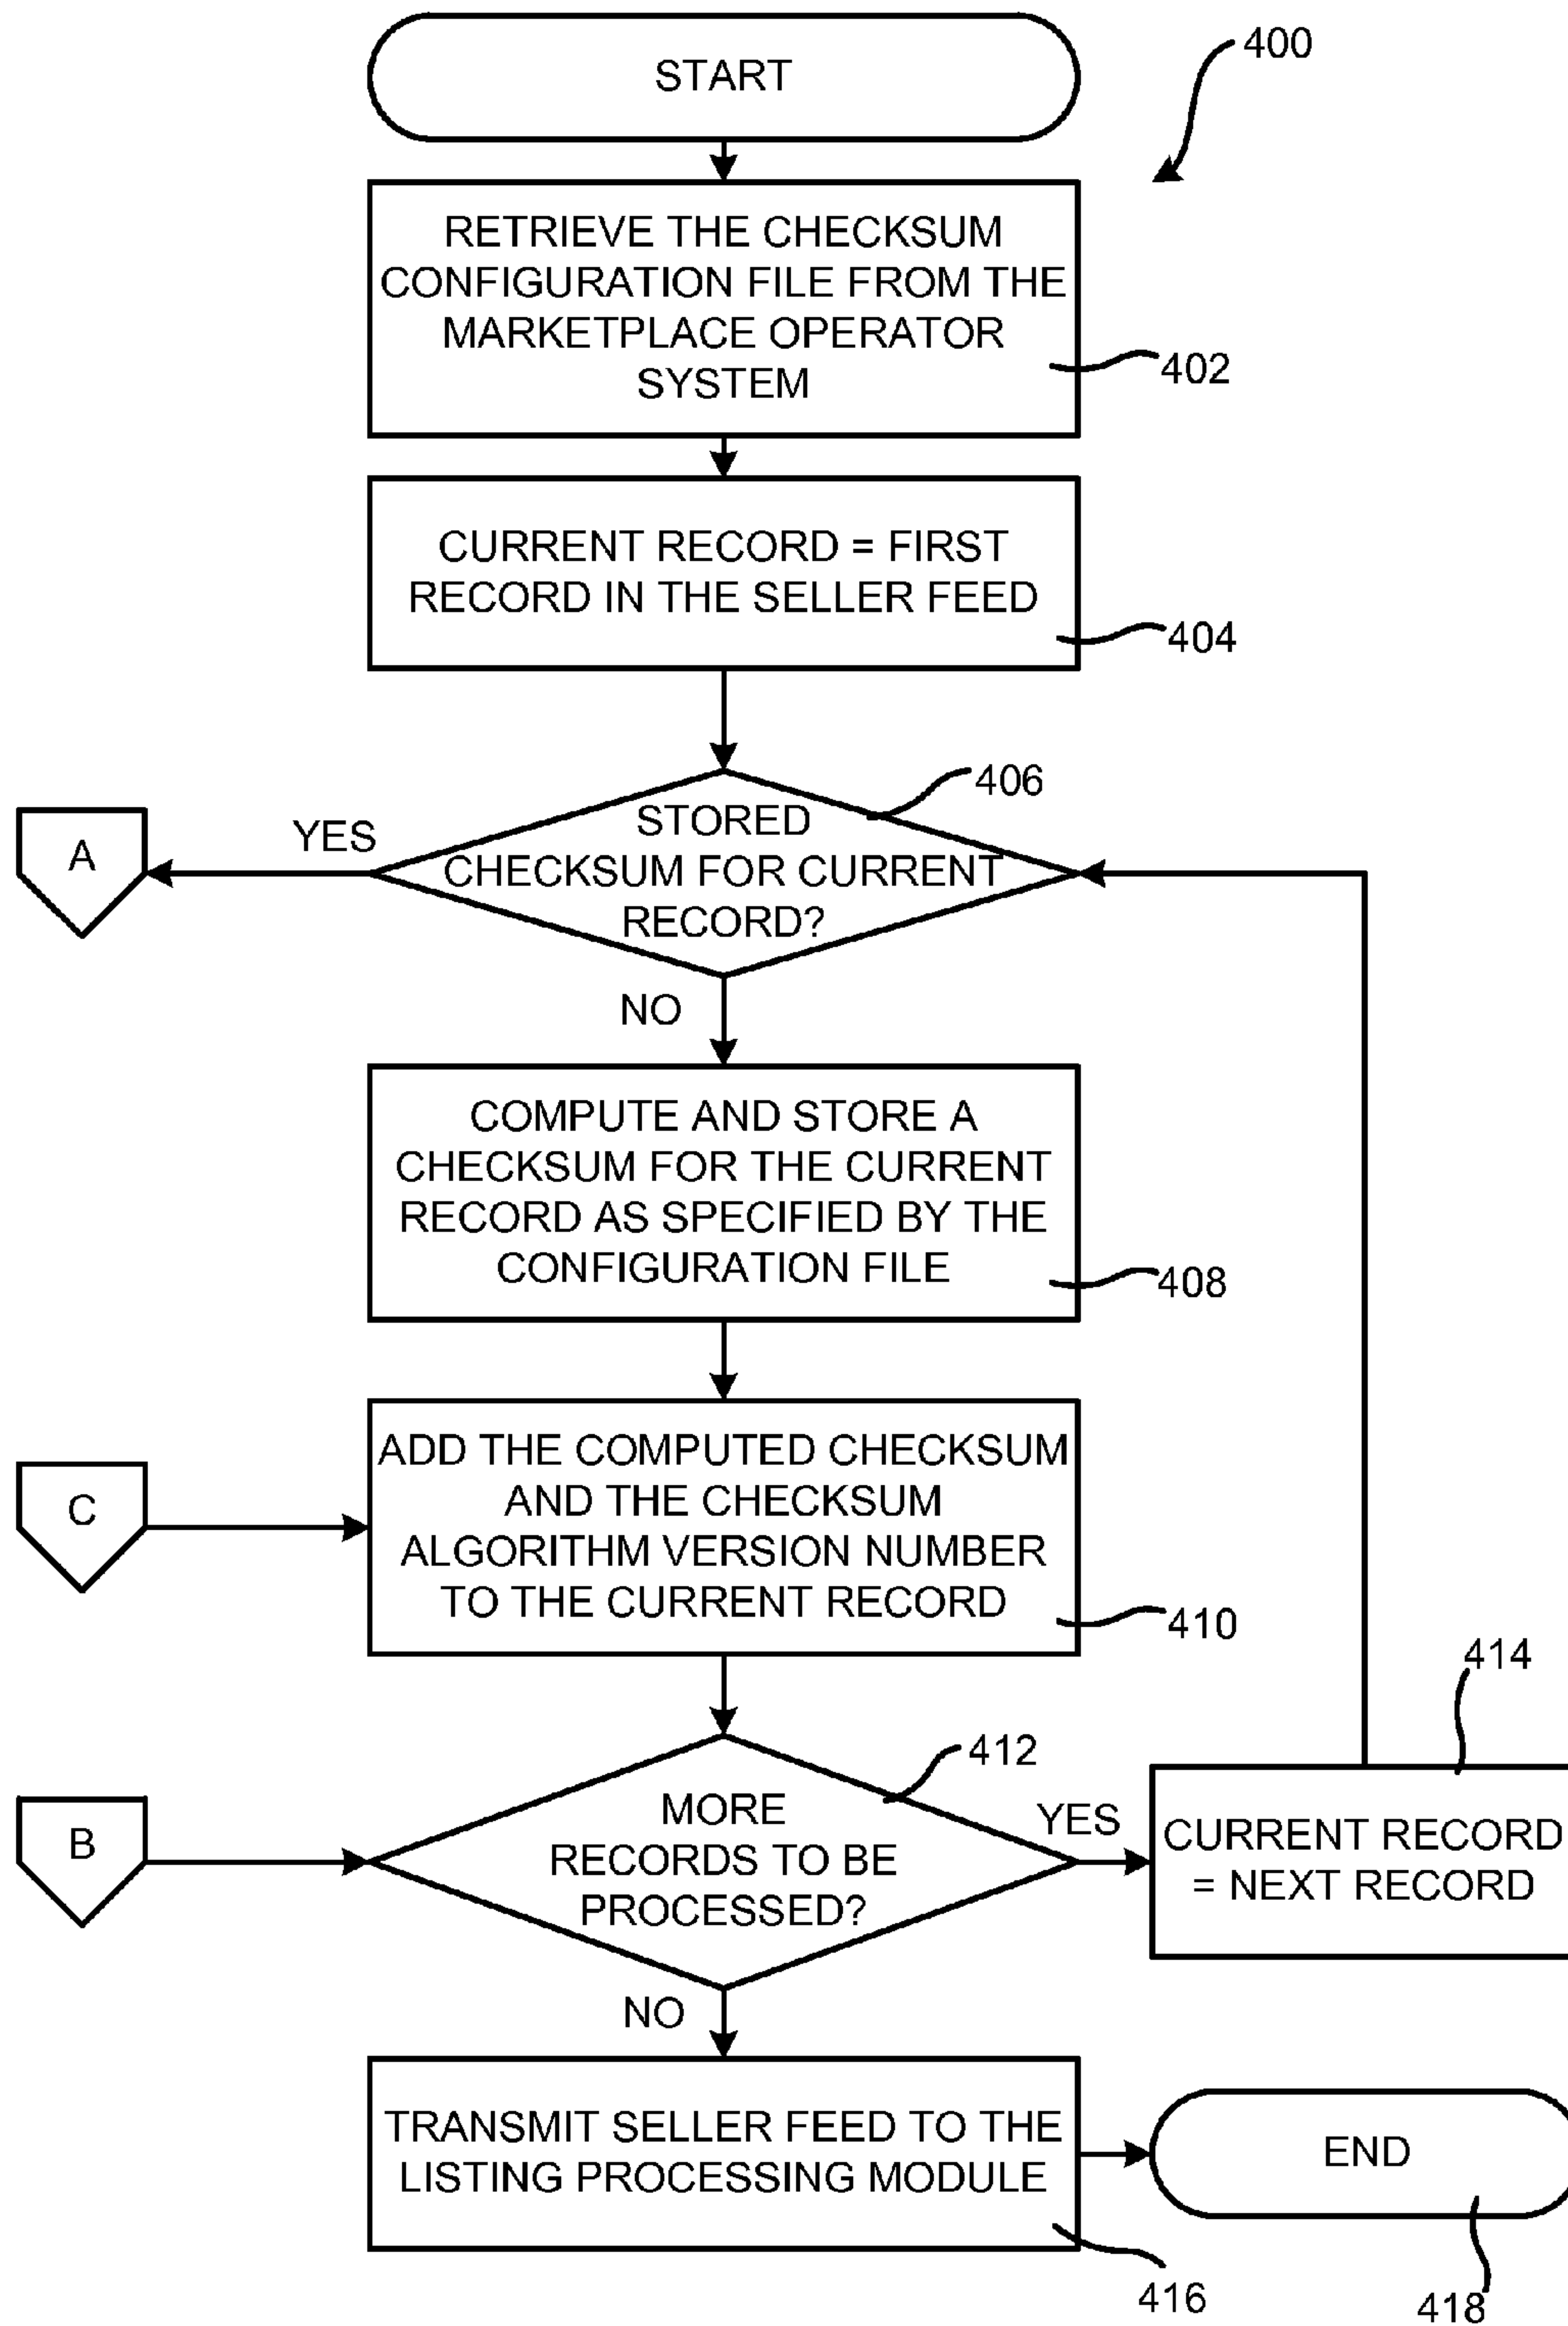 START
400
RETRIEVE THE CHECKSUM
CONFIGURATION FILE FROM THE
MARKETPLACE OPERATOR
SYSTEM
402
CURRENT RECORD = FIRST
RECORD IN THE SELLER FEED
404
406
STORED
CHECKSUM FOR CURRENT
RECORD?
YES
A
NO
COMPUTE AND STORE A
CHECKSUM FOR THE CURRENT
RECORD AS SPECIFIED BY THE
CONFIGURATION FILE
408
ADD THE COMPUTED CHECKSUM
AND THE CHECKSUM
ALGORITHM VERSION NUMBER
TO THE CURRENT RECORD
410
C
414
412
MORE
RECORDS TO BE
PROCESSED?
B
YES
CURRENT RECORD
= NEXT RECORD
NO
TRANSMIT SELLER FEED TO THE
LISTING PROCESSING MODULE
416
END
418